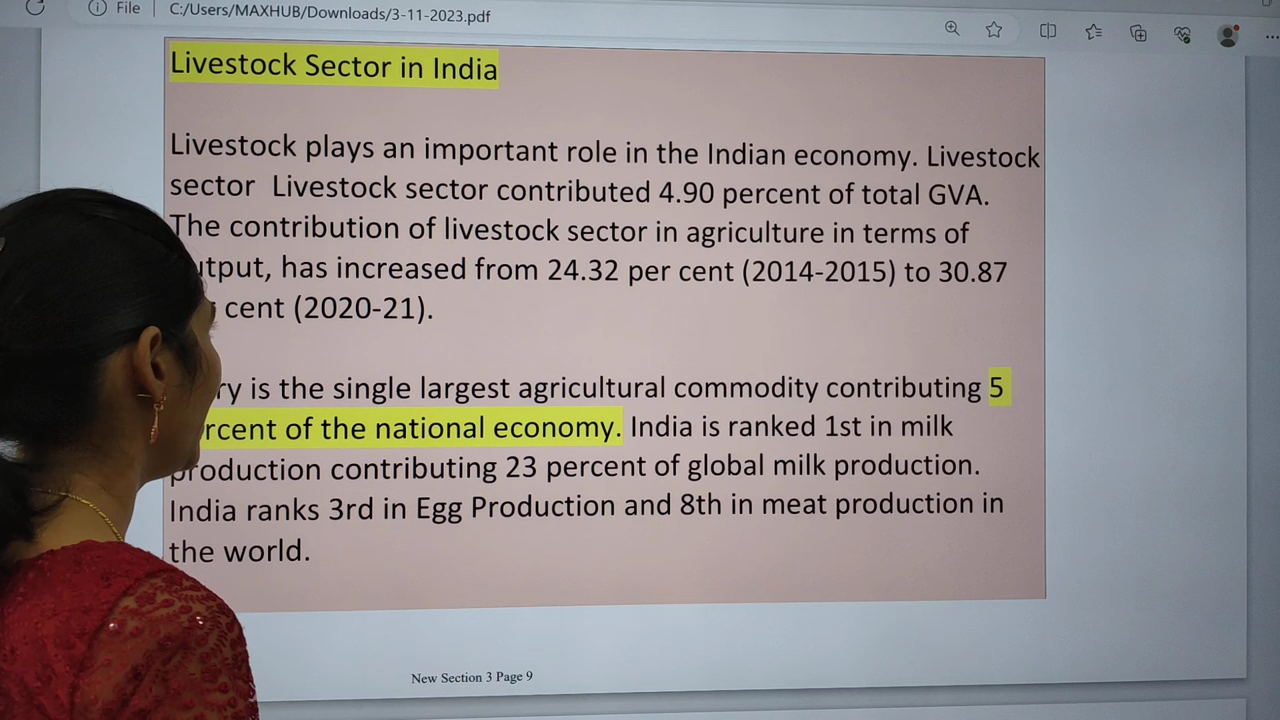 File C:/Users/MAXHUB/Downloads/3-11-2023.pdf
Livestock Sector in India
Livestock plays an important role in the Indian economy. Livestock
sector Livestock sector contributed 4.90 percent of total GVA.
The contribution of livestock sector in agriculture in terms of
utput, has increased from 24.32 per cent (2014-2015) to 30.87
cent (2020-21).
ry is the single largest agricultural commodity contributing 5
rcent of the national economy. India is ranked 1st in milk
production contributing 23 percent of global milk production.
India ranks 3rd in Egg Production and 8th in meat production in
the world.
New Section 3 Page 9